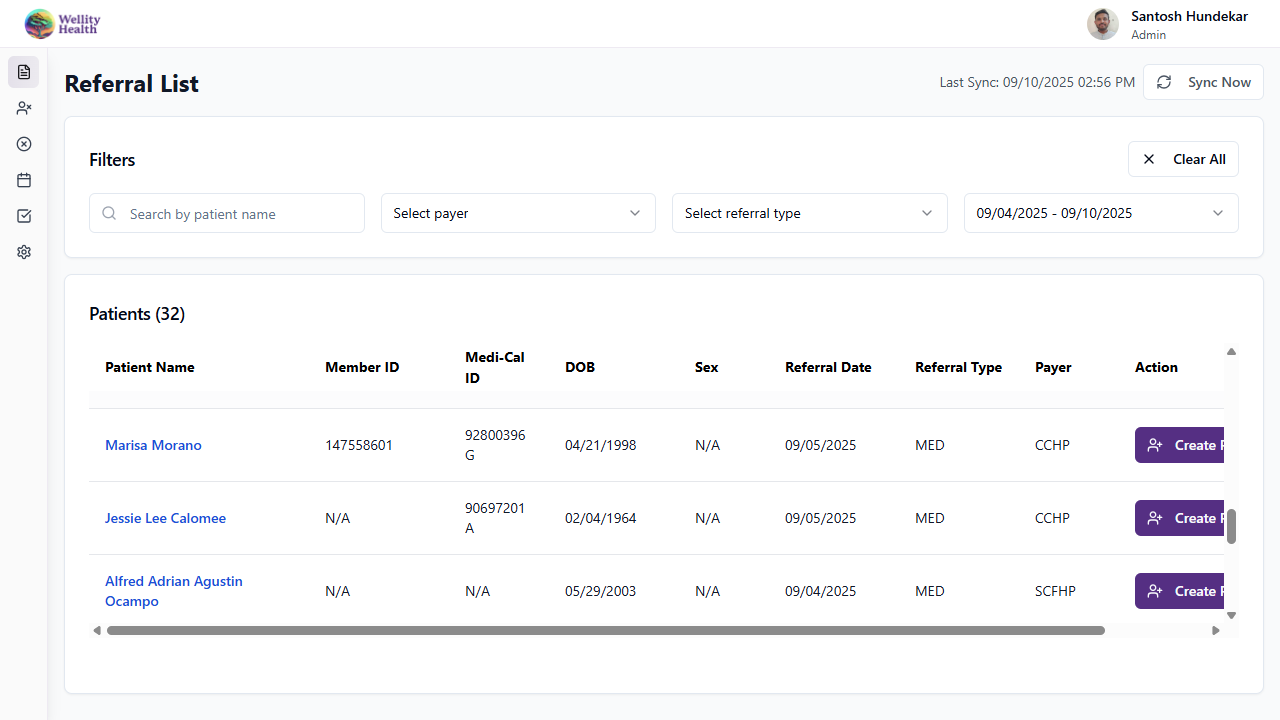 Wellity
Health
Santosh Hundekar
Admin
Referral List
Last Sync: 09/10/2025 02:56 PM
Sync Now
Filters
Clear All
Search by patient name
Select payer
Select referral type
09/04/2025 - 09/10/2025
Patients (32)
Patient Name Member ID Medi-Cal ID DOB Sex Referral Date Referral Type Payer Action
Marisa Morano 147558601 92800396G 04/21/1998 N/A 09/05/2025 MED CCHP Create
Jessie Lee Calomee N/A 90697201A 02/04/1964 N/A 09/05/2025 MED CCHP Create
Alfred Adrian Agustin Ocampo N/A N/A 05/29/2003 N/A 09/04/2025 MED SCFHP Create